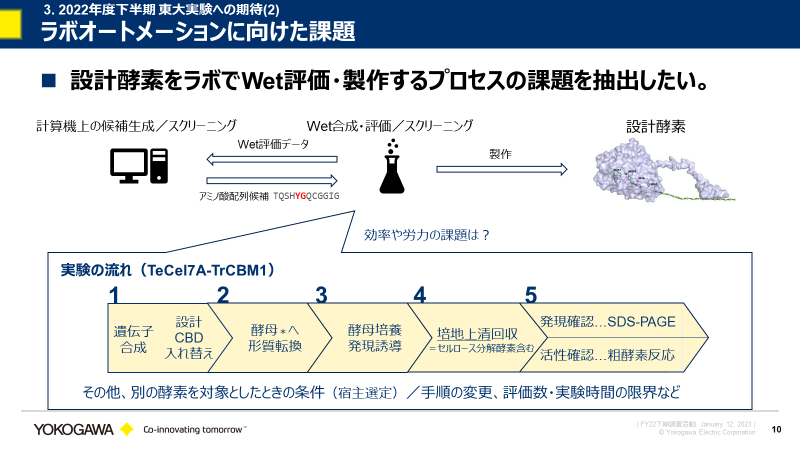 3. 2022年度下半期 東大実験への期待(2)
ラボオートメーションに向けた課題
■ 設計酵素をラボでWet評価・製作するプロセスの課題を抽出したい。
計算機上の候補生成／スクリーニング
Wet合成・評価／スクリーニング
設計酵素
Wet評価データ
製作
アミノ酸配列候補 TQSHYGQCGGIG
効率や労力の課題は？
実験の流れ（TeCel7A-TrCBM1）
1 2 3 4 5
遺伝子
合成
設計
CBD
入れ替え
酵母*へ
形質転換
酵母培養
発現誘導
培地上清回収
＝セルロース分解酵素含む
発現確認…SDS-PAGE
活性確認…粗酵素反応
その他、別の酵素を対象としたときの条件（宿主選定）／手順の変更、評価数・実験時間の限界など
YOKOGAWA Co-innovating tomorrow™
| FY22下期調査活動| January 12, 2023 |
© Yokogawa Electric Corporation
10